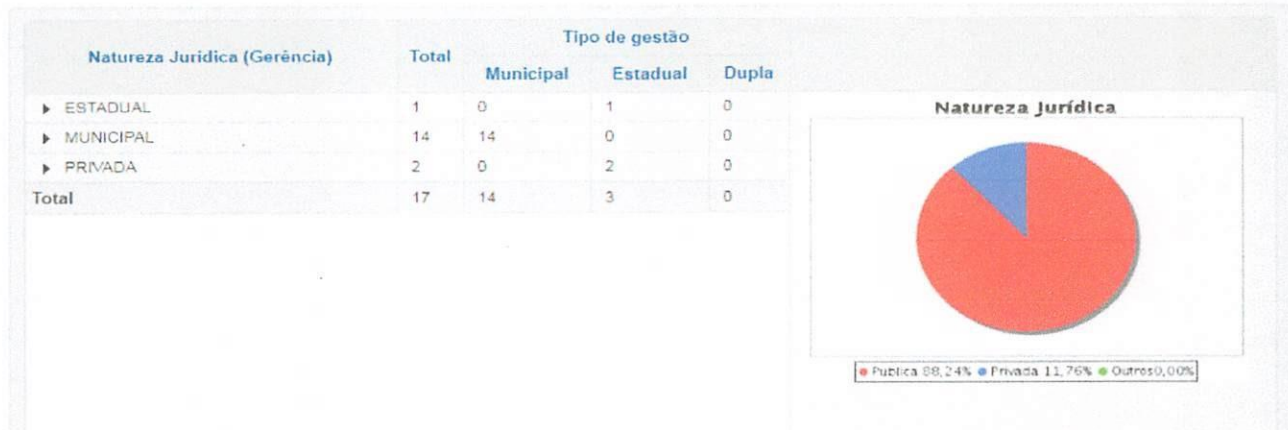 Natureza Jurídica (Gerência) Total Tipo de gestão
Municipal Estadual Dupla
ESTADUAL 1 0 1 0
MUNICIPAL 14 14 0 0
PRIVADA 2 0 2 0
Total 17 14 3 0
Natureza Jurídica
Publica 88,24% Privada 11,76% Outros0,00%